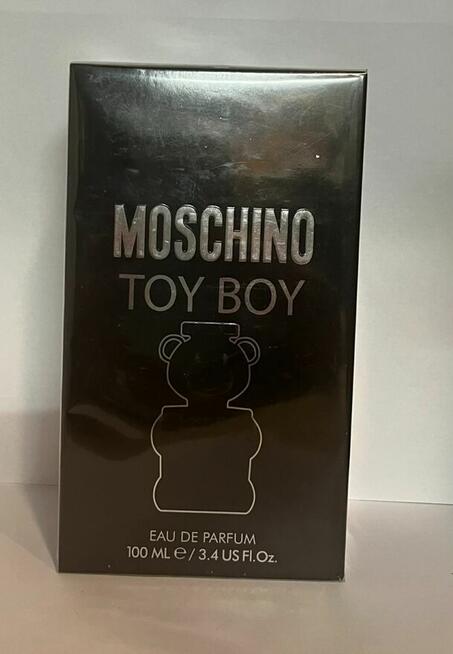 MOSCHINO
TOY BOY
EAU DE PARFUM
100 ML ℮ / 3.4 US Fl.Oz.